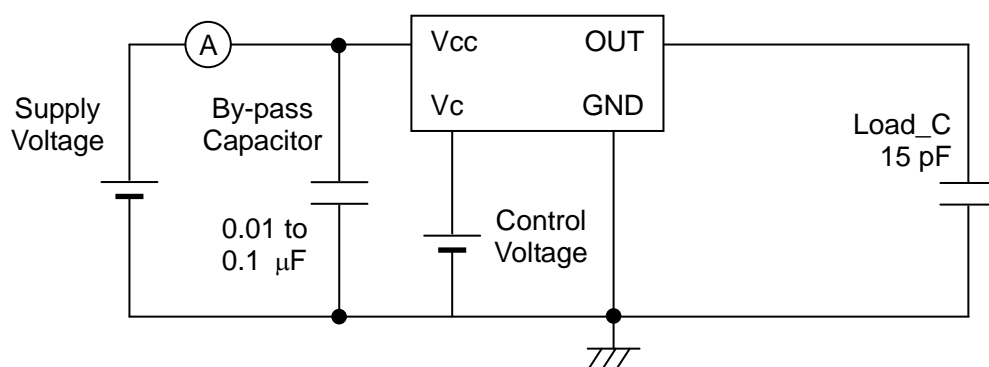 A
Vcc
OUT
Vc
GND
Supply
Voltage
By-pass
Capacitor
0.01 to
0.1 μF
Control
Voltage
Load_C
15 pF